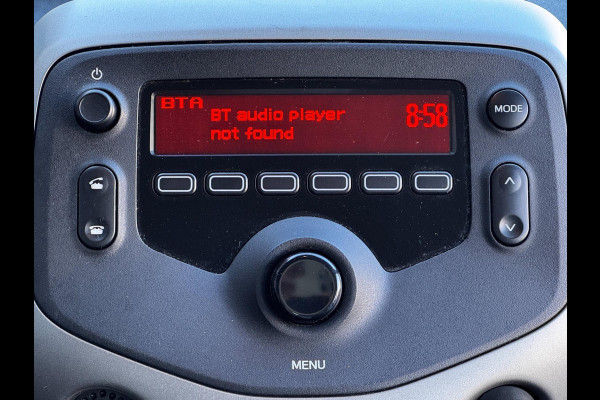 BTA
BT audio player
not found
8:58
MODE
MENU